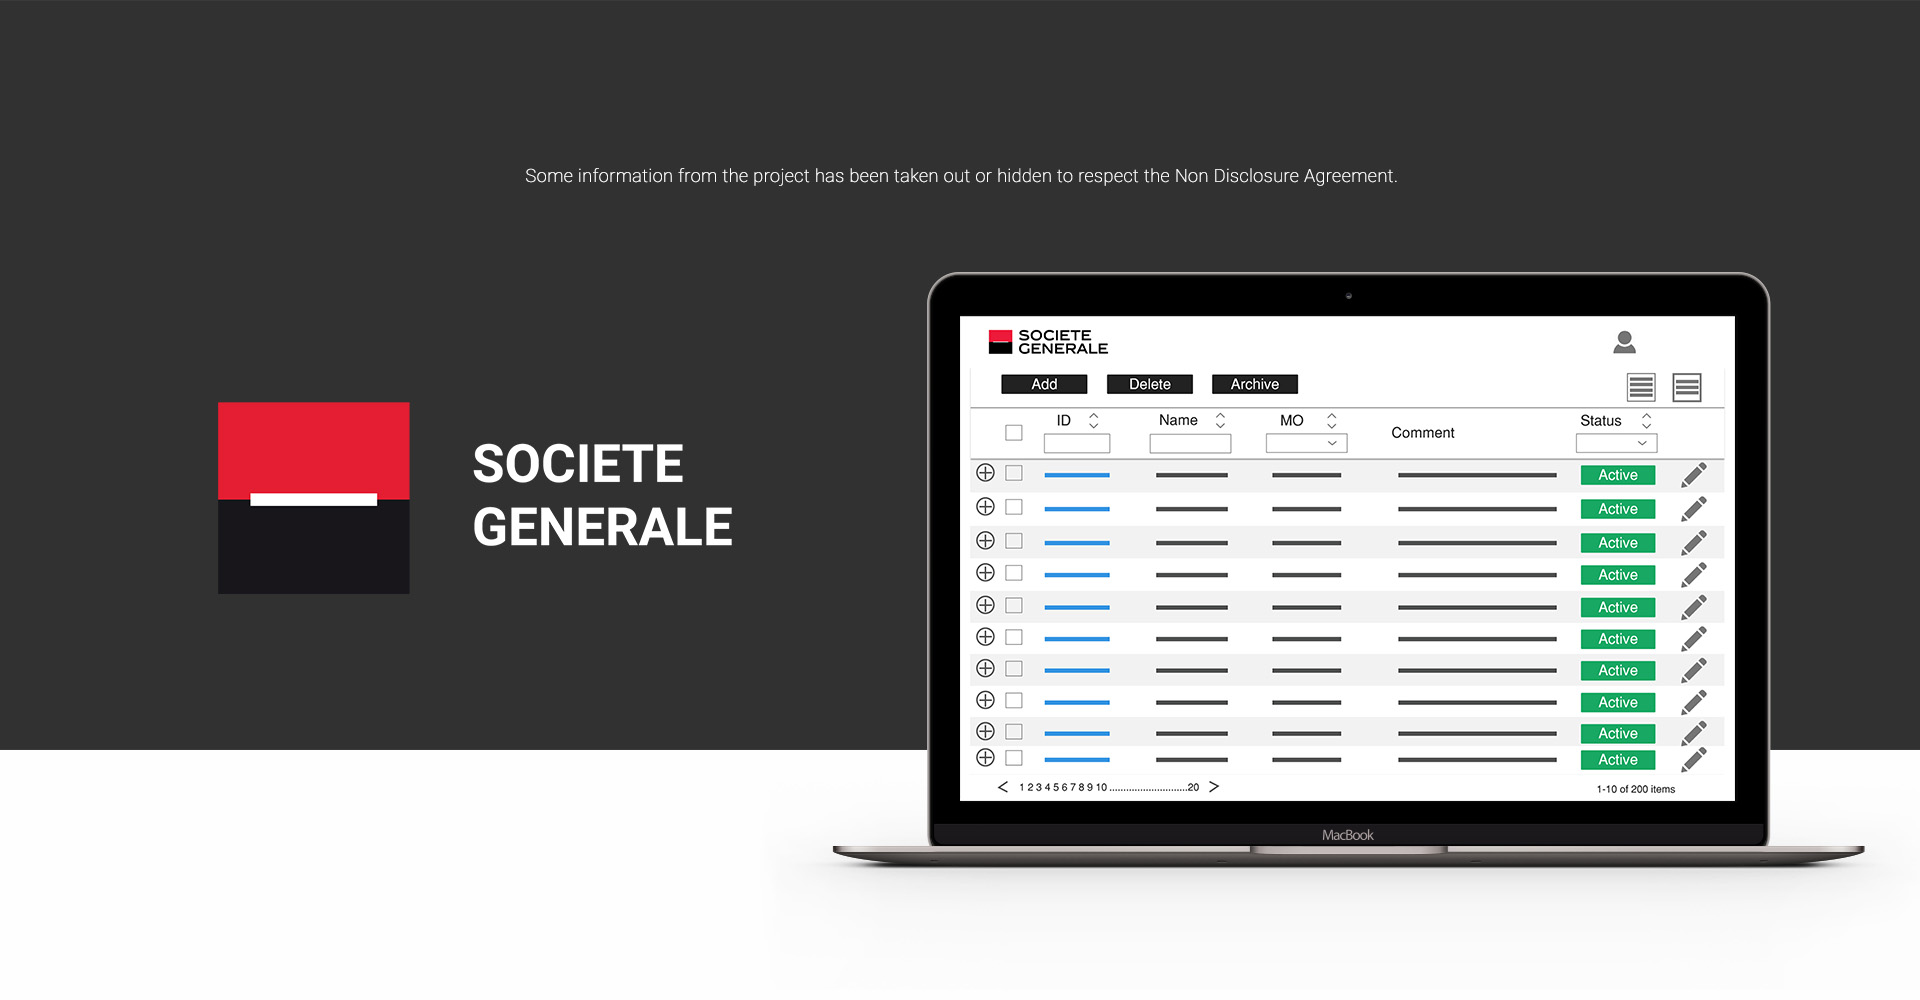 Some information from the project has been taken out or hidden to respect the Non Disclosure Agreement.
SOCIETE
GENERALE
SOCIETE
GENERALE
Add Delete Archive
ID Name MO Comment Status
Active
Active
Active
Active
Active
Active
Active
Active
Active
Active
< 1 2 3 4 5 6 7 8 9 10 ...........................20 > 1-10 of 200 items
MacBook